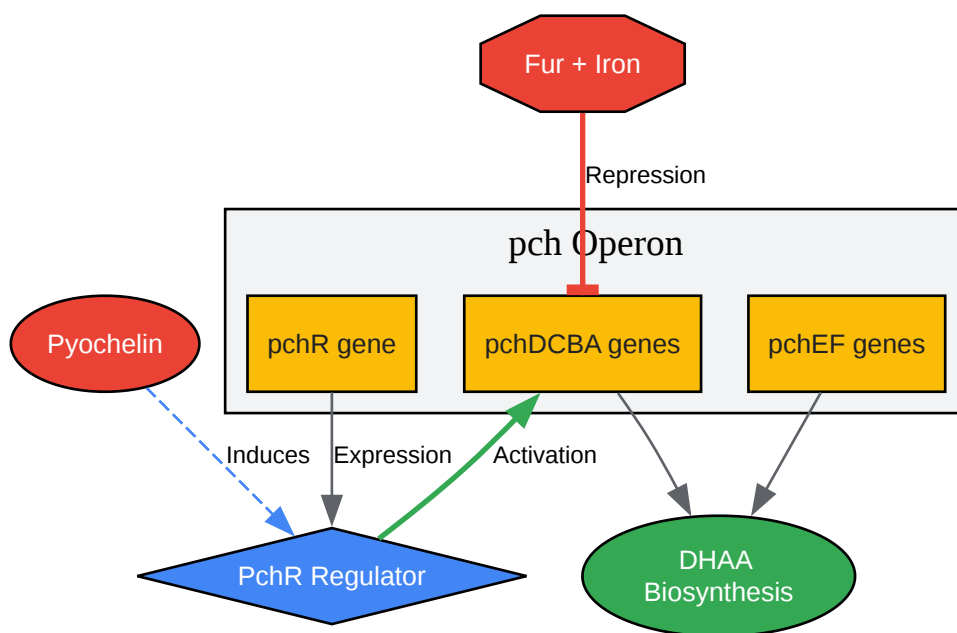 Fur + Iron
Repression
pch Operon
Pyochelin
pchR gene
pchDCBA genes
pchEF genes
Induces
Expression
Activation
PchR Regulator
DHAA
Biosynthesis